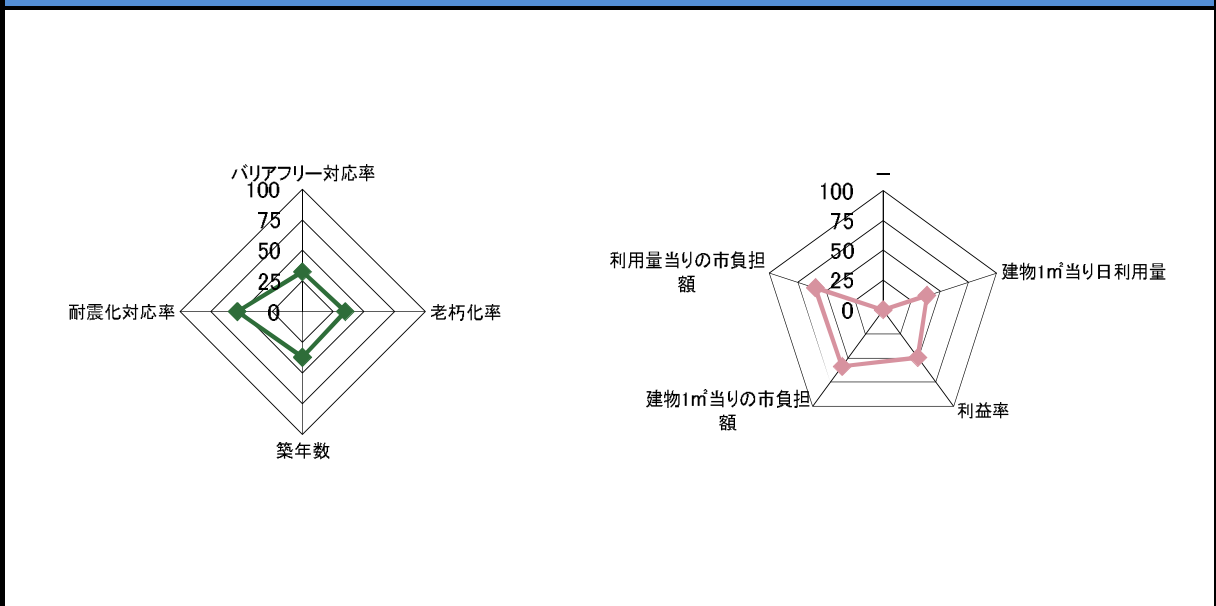 バリアフリー対応率
100
75
50
25
0
耐震化対応率
老朽化率
築年数
－
100
75
50
25
0
利用量当りの市負担
額
建物1㎡当り日利用量
建物1㎡当りの市負担
額
利益率